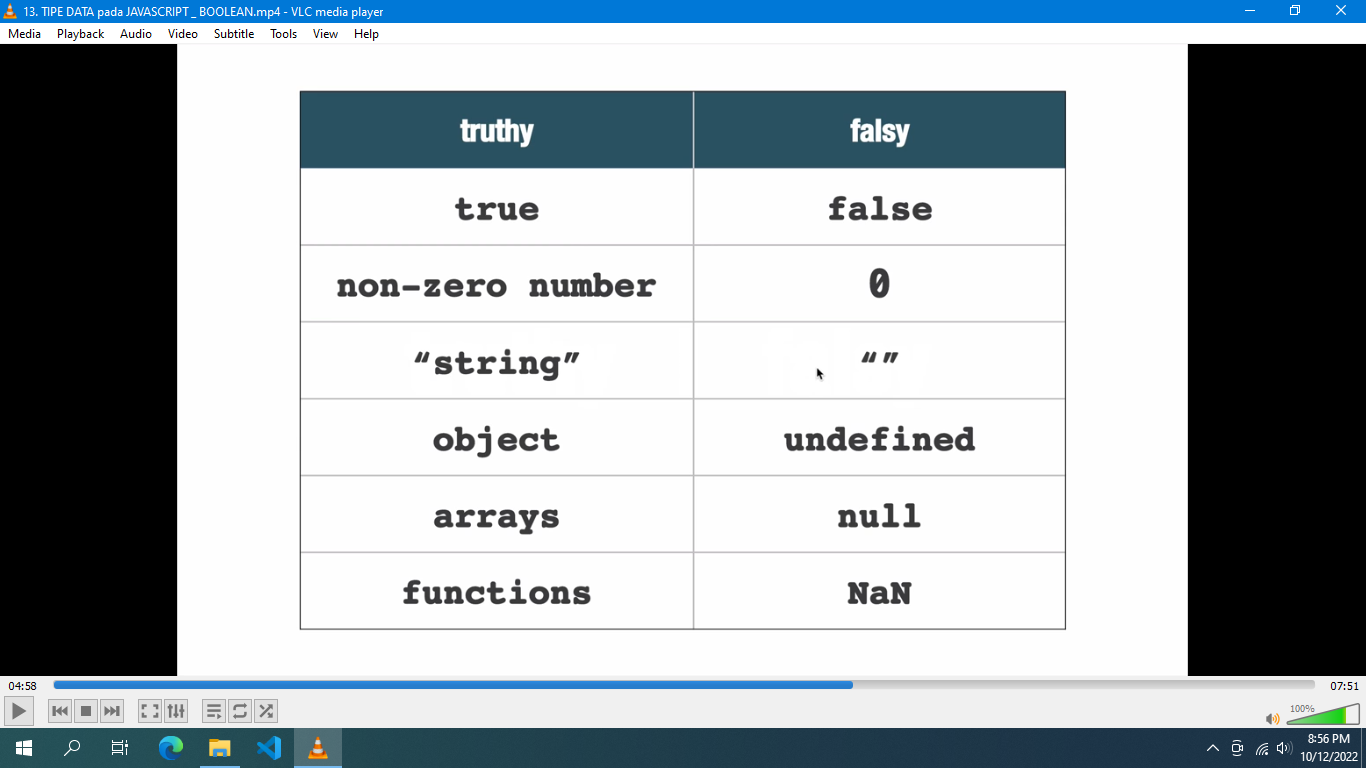 13. TIPE DATA pada JAVASCRIPT _ BOOLEAN.mp4 - VLC media player
Media Playback Audio Video Subtitle Tools View Help
truthy falsy
true false
non-zero number 0
“string” “”
object undefined
arrays null
functions NaN
04:58 07:51
100%
8:56 PM
10/12/2022